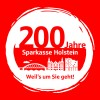 200 Jahre
Sparkasse Holstein
Weil's um Sie geht!